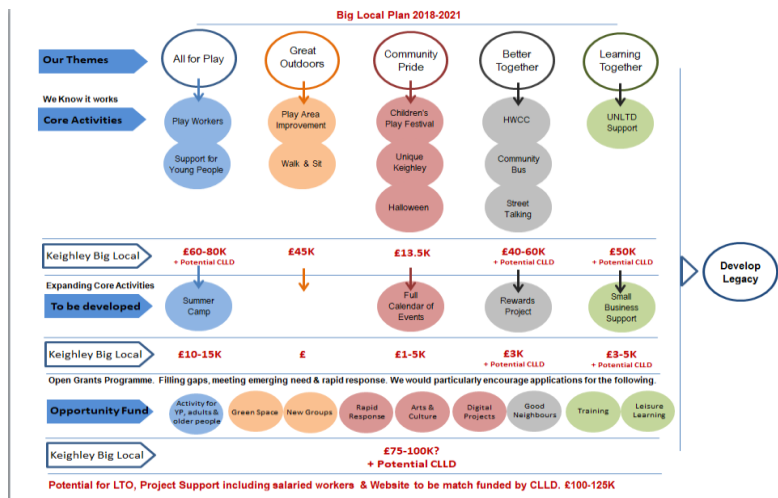 Big Local Plan 2018-2021
Our Themes
All for Play
Great
Outdoors
Community
Pride
Better
Together
Learning
Together
We Know it works
Core Activities
Play Workers
Support for
Young People
Play Area
Improvement
Walk & Sit
Children's
Play Festival
Unique
Keighley
Halloween
HWCC
Community
Bus
Street
Talking
UNLTD
Support
Keighley Big Local
£60-80K
+ Potential CLLD
£45K
£13.5K
£40-60K
+ Potential CLLD
£50K
+ Potential CLLD
Develop
Legacy
Expanding Core Activities
To be developed
Summer
Camp
Full
Calendar of
Events
Rewards
Project
Small
Business
Support
Keighley Big Local
£10-15K
£
£1-5K
£3K
+ Potential CLLD
£3-5K
+ Potential CLLD
Open Grants Programme. Filling gaps, meeting emerging need & rapid response. We would particularly encourage applications for the following.
Opportunity Fund
Activity for
YP, adults &
older people
Green Space
New Groups
Rapid
Response
Arts &
Culture
Digital
Projects
Good
Neighbours
Training
Leisure
Learning
Keighley Big Local
£75-100K?
+ Potential CLLD
Potential for LTO, Project Support including salaried workers & Website to be match funded by CLLD. £100-125K